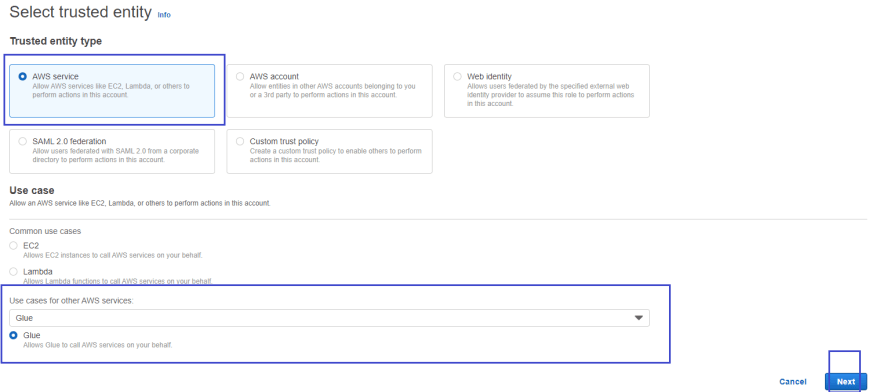 Select trusted entity Info
Trusted entity type
AWS service
Allow AWS services like EC2, Lambda, or others to
perform actions in this account.
AWS account
Allow entities in other AWS accounts belonging to you
or a 3rd party to perform actions in this account.
Web identity
Allows users federated by the specified external web
identity provider to assume this role to perform actions
in this account.
SAML 2.0 federation
Allow users federated with SAML 2.0 from a corporate
directory to perform actions in this account.
Custom trust policy
Create a custom trust policy to enable others to perform
actions in this account.
Use case
Allow an AWS service like EC2, Lambda, or others to perform actions in this account.
Common use cases
EC2
Allows EC2 instances to call AWS services on your behalf.
Lambda
Allows Lambda functions to call AWS services on your behalf.
Use cases for other AWS services:
Glue
Glue
Allows Glue to call AWS services on your behalf.
Cancel
Next